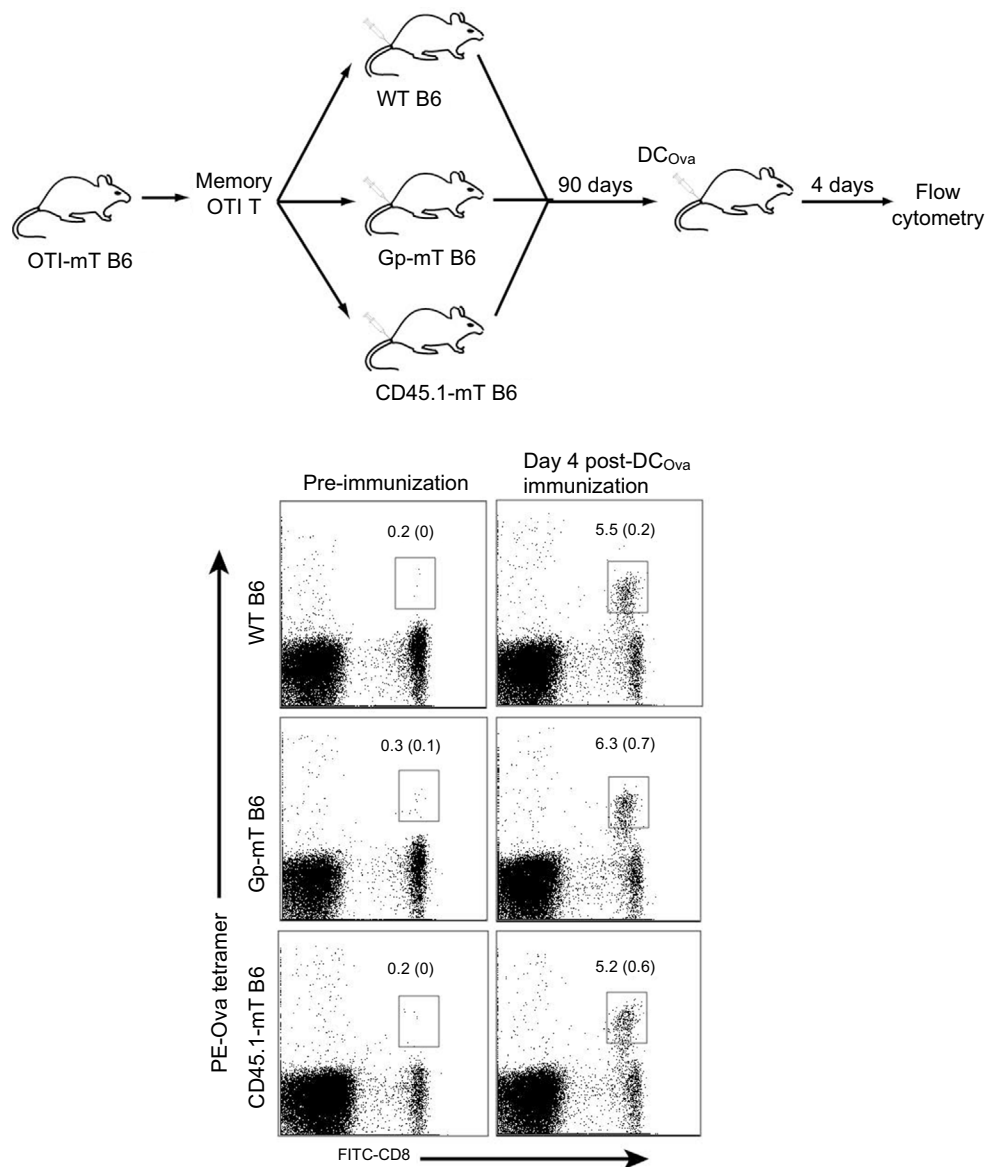 WT B6
DCOva
Memory
OTI T
90 days
4 days
Flow
cytometry
OTI-mT B6
Gp-mT B6
CD45.1-mT B6
Pre-immunization
Day 4 post-DCOva
immunization
WT B6
0.2 (0)
5.5 (0.2)
Gp-mT B6
0.3 (0.1)
6.3 (0.7)
CD45.1-mT B6
0.2 (0)
5.2 (0.6)
PE-Ova tetramer
FITC-CD8